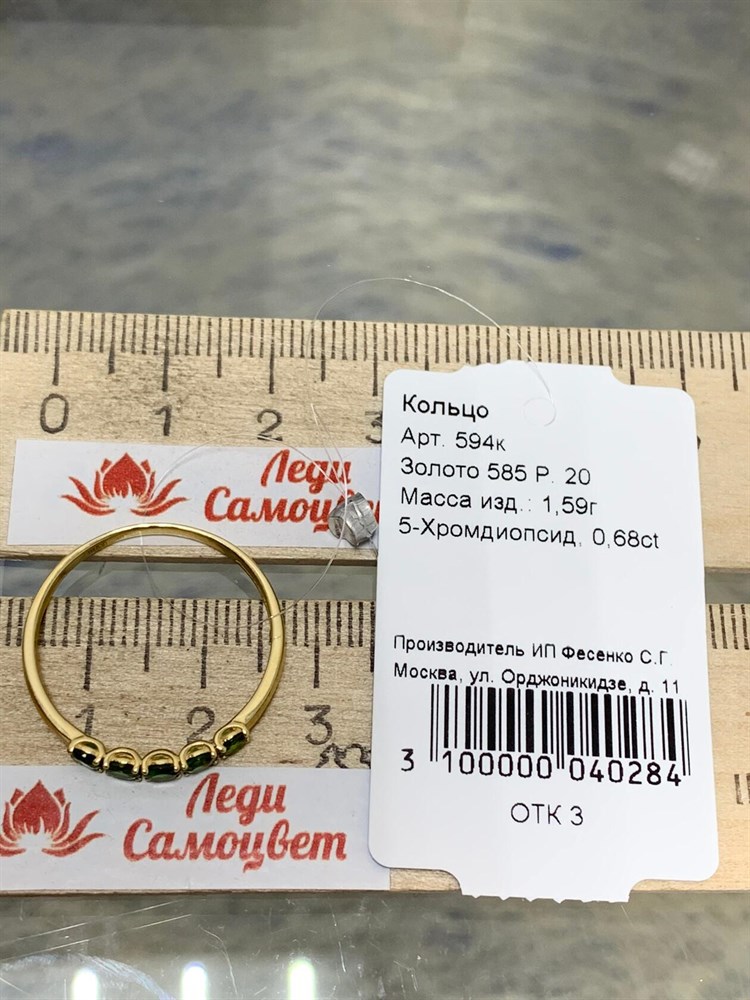 0 1 2 3
Леди
Самоцвет
Кольцо
Арт. 594к
Золото 585 Р. 20
Масса изд.: 1,59г
5-Хромдиопсид, 0,68ct
Производитель ИП Фесенко С.Г.
Москва, ул. Орджоникидзе, д. 11
3 100000 040284
ОТК 3
1 2 3
Леди
Самоцвет